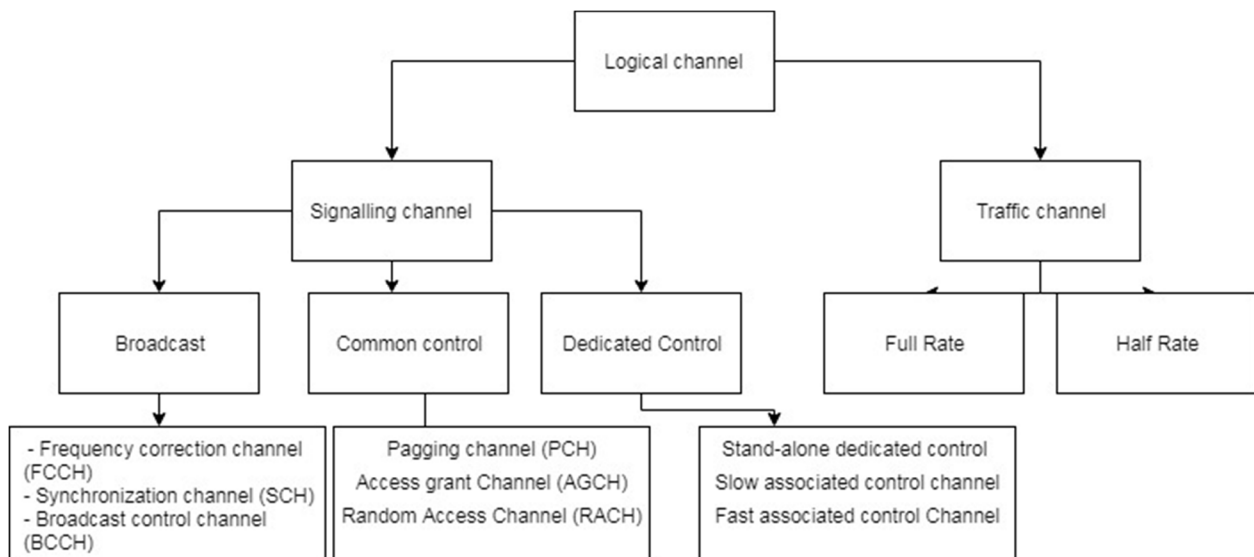 Logical channel
Signalling channel
Traffic channel
Broadcast
Common control
Dedicated Control
Full Rate
Half Rate
- Frequency correction channel
(FCCH)
- Synchronization channel (SCH)
- Broadcast control channel
(BCCH)
Pagging channel (PCH)
Access grant Channel (AGCH)
Random Access Channel (RACH)
Stand-alone dedicated control
Slow associated control channel
Fast associated control Channel